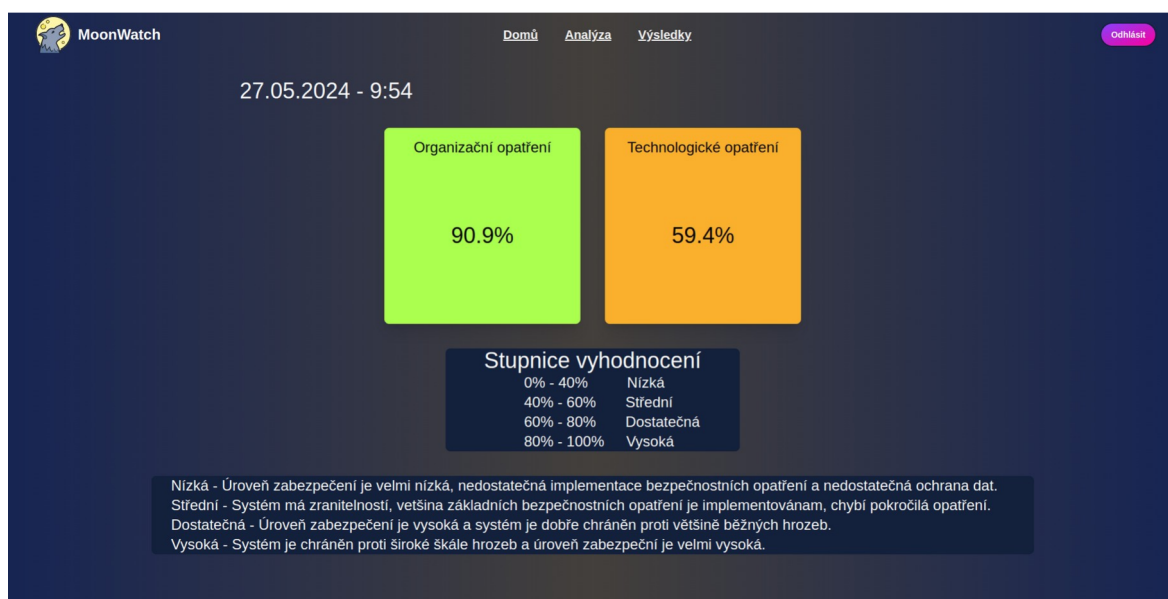 MoonWatch
Domů Analýza Výsledky
Odhlásit
27.05.2024 - 9:54
Organizační opatření
90.9%
Technologické opatření
59.4%
Stupnice vyhodnocení
0% - 40% Nízká
40% - 60% Střední
60% - 80% Dostatečná
80% - 100% Vysoká
Nízká - Úroveň zabezpečení je velmi nízká, nedostatečná implementace bezpečnostních opatření a nedostatečná ochrana dat.
Střední - Systém má zranitelností, vetšina základních bezpečnostních opatření je implementovánam, chybí pokročilá opatření.
Dostatečná - Úroveň zabezpečení je vysoká a systém je dobře chráněn proti většině běžných hrozeb.
Vysoká - Systém je chráněn proti široké škále hrozeb a úroveň zabezpeční je velmi vysoká.